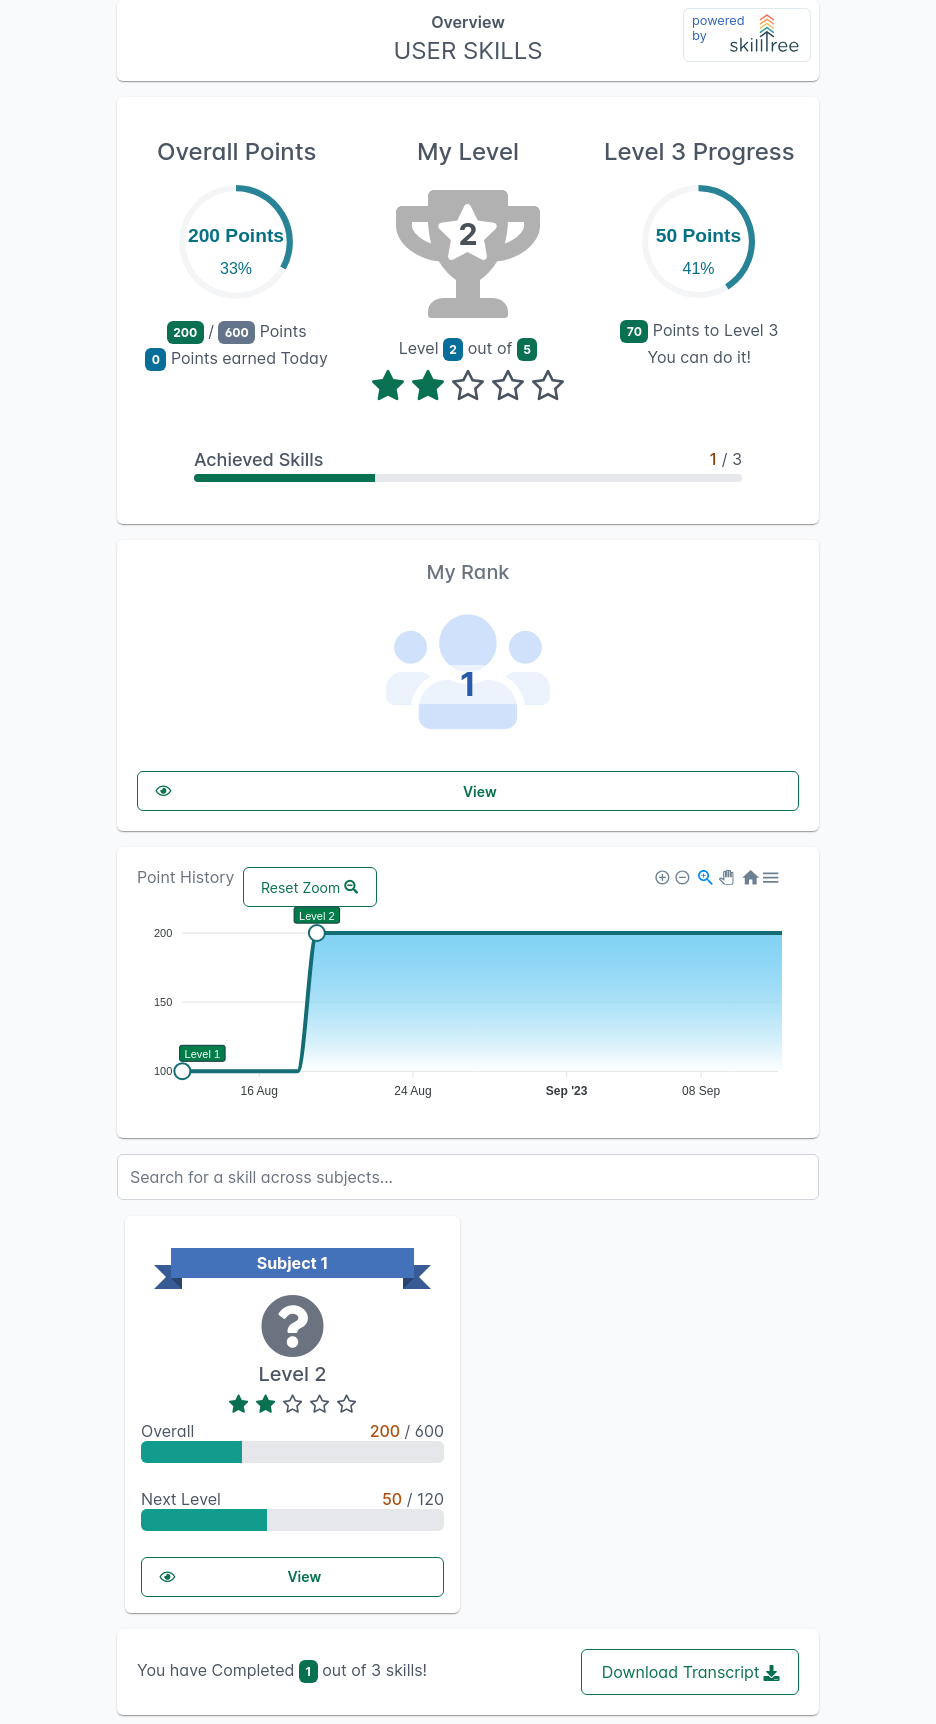 Overview
USER SKILLS
powered
by
skilltree
Overall Points
200 Points
33%
200 / 600 Points
0 Points earned Today
My Level
2
Level 2 out of 5
Level 3 Progress
50 Points
41%
70 Points to Level 3
You can do it!
Achieved Skills 1 / 3
My Rank
1
View
Point History
Reset Zoom
Level 2
200
150
Level 1
100
16 Aug 24 Aug Sep '23 08 Sep
Search for a skill across subjects...
Subject 1
Level 2
Overall 200 / 600
Next Level 50 / 120
View
You have Completed 1 out of 3 skills!
Download Transcript